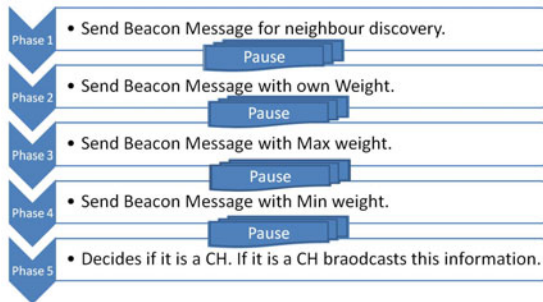 Phase 1
• Send Beacon Message for neighbour discovery.
Pause
Phase 2
• Send Beacon Message with own Weight.
Pause
Phase 3
• Send Beacon Message with Max weight.
Pause
Phase 4
• Send Beacon Message with Min weight.
Pause
Phase 5
• Decides if it is a CH. If it is a CH braodcasts this information.